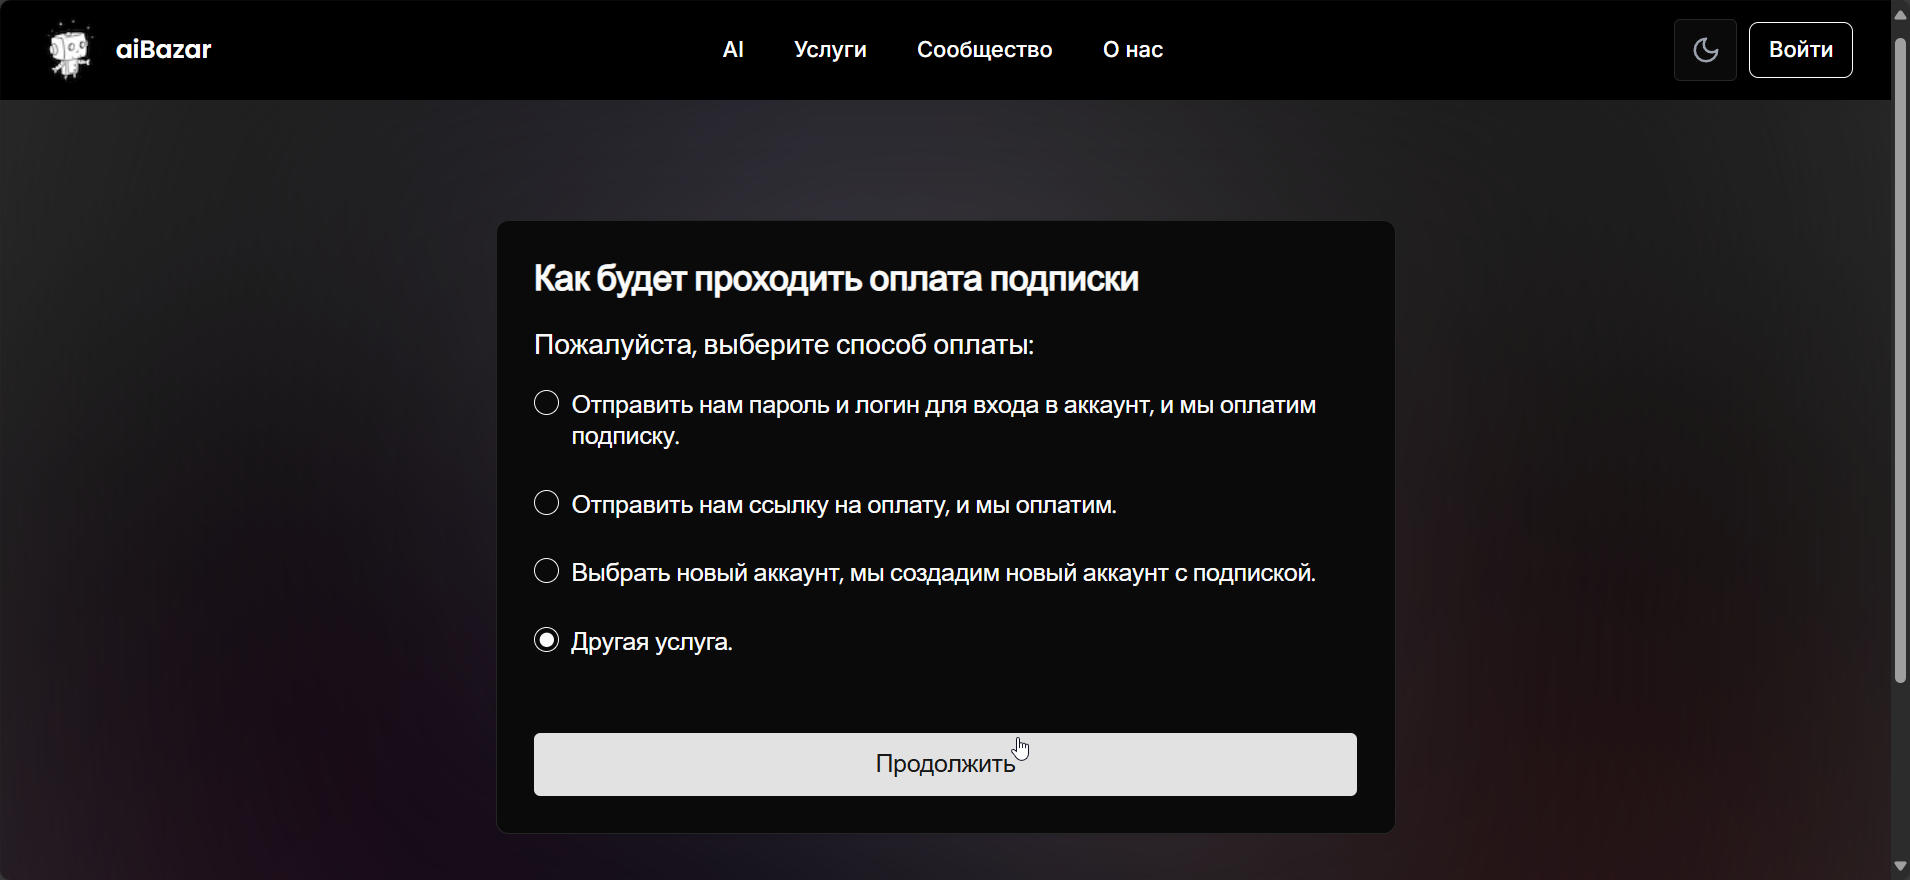 aiBazar
AI
Услуги
Сообщество
О нас
Войти
Как будет проходить оплата подписки
Пожалуйста, выберите способ оплаты:
Отправить нам пароль и логин для входа в аккаунт, и мы оплатим
подписку.
Отправить нам ссылку на оплату, и мы оплатим.
Выбрать новый аккаунт, мы создадим новый аккаунт с подпиской.
Другая услуга.
Продолжить